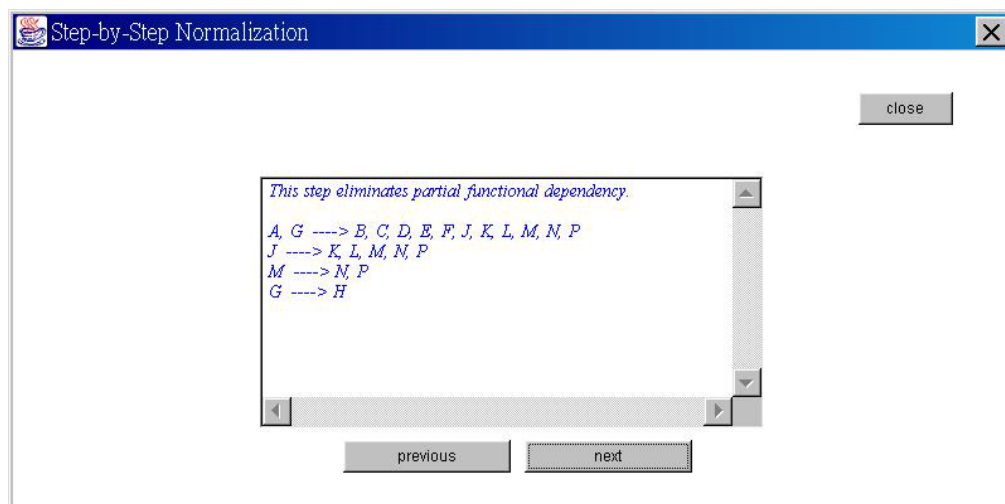 Step-by-Step Normalization
close
This step eliminates partial functional dependency.
A, G ----> B, C, D, E, F, J, K, L, M, N, P
J ----> K, L, M, N, P
M ----> N, P
G ----> H
previous
next